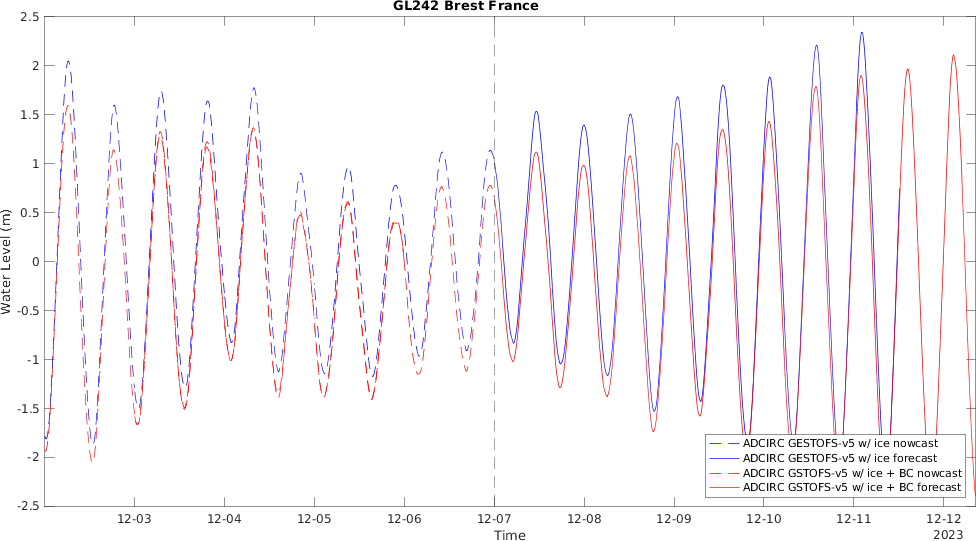 GL242 Brest France
2.5
2
1.5
1
0.5
0
-0.5
-1
-1.5
-2
-2.5
Water Level (m)
ADCIRC GESTOFS-v5 w/ ice nowcast
ADCIRC GESTOFS-v5 w/ ice forecast
ADCIRC GSTOFS-v5 w/ ice + BC nowcast
ADCIRC GSTOFS-v5 w/ ice + BC forecast
12-03 12-04 12-05 12-06 12-07 12-08 12-09 12-10 12-11 12-12
Time 2023